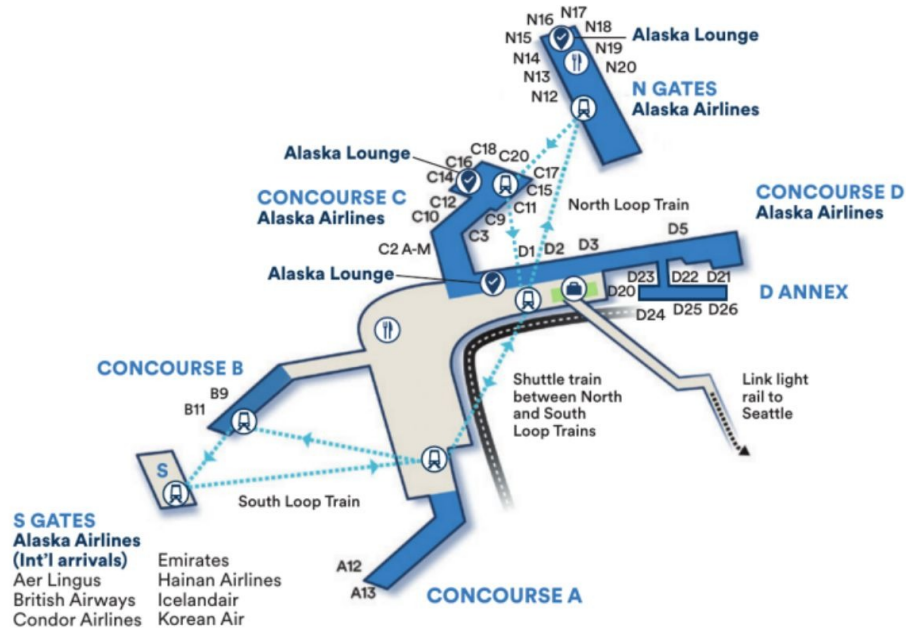 N17
N16
N18
N15
N19
N14
N20
N13
N12
Alaska Lounge
N GATES
Alaska Airlines
Alaska Lounge
C18
C16
C20
C14
C17
C15
C12
C11
C10
C9
C3
C2 A-M
CONCOURSE C
Alaska Airlines
North Loop Train
CONCOURSE D
Alaska Airlines
D5
D3
D2
D1
Alaska Lounge
D23
D22
D21
D20
D24
D25
D26
D ANNEX
CONCOURSE B
B9
B11
Shuttle train
between North
and South
Loop Trains
Link light
rail to
Seattle
S
South Loop Train
S GATES
Alaska Airlines
(Int'l arrivals)
Aer Lingus
British Airways
Condor Airlines
Emirates
Hainan Airlines
Icelandair
Korean Air
A12
A13
CONCOURSE A